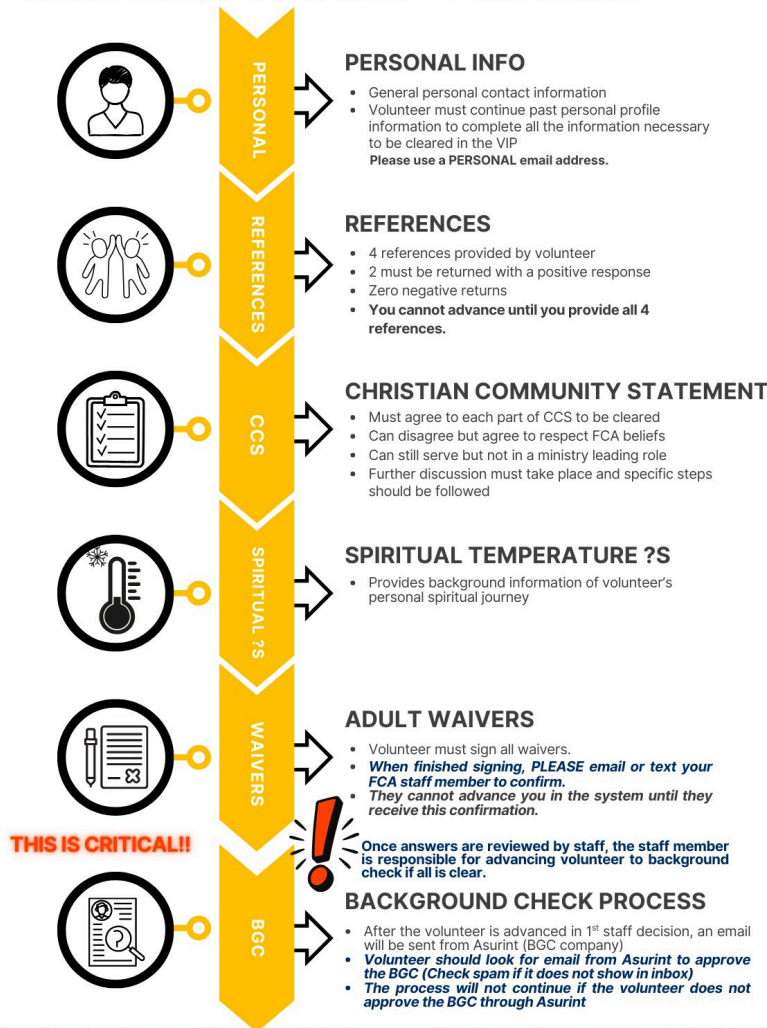 PERSONAL
PERSONAL INFO
• General personal contact information
• Volunteer must continue past personal profile
information to complete all the information necessary
to be cleared in the VIP
Please use a PERSONAL email address.
REFERENCES
REFERENCES
• 4 references provided by volunteer
• 2 must be returned with a positive response
• Zero negative returns
• You cannot advance until you provide all 4
references.
CCS
CHRISTIAN COMMUNITY STATEMENT
• Must agree to each part of CCS to be cleared
• Can disagree but agree to respect FCA beliefs
• Can still serve but not in a ministry leading role
• Further discussion must take place and specific steps
should be followed
SPIRITUAL ?S
SPIRITUAL TEMPERATURE ?S
• Provides background information of volunteer's
personal spiritual journey
WAIVERS
ADULT WAIVERS
• Volunteer must sign all waivers.
• When finished signing, PLEASE email or text your
FCA staff member to confirm.
• They cannot advance you in the system until they
receive this confirmation.
THIS IS CRITICAL!!
Once answers are reviewed by staff, the staff member
is responsible for advancing volunteer to background
check if all is clear.
BGC
BACKGROUND CHECK PROCESS
• After the volunteer is advanced in 1st staff decision, an email
will be sent from Asurint (BGC company)
• Volunteer should look for email from Asurint to approve
the BGC (Check spam if it does not show in inbox)
• The process will not continue if the volunteer does not
approve the BGC through Asurint